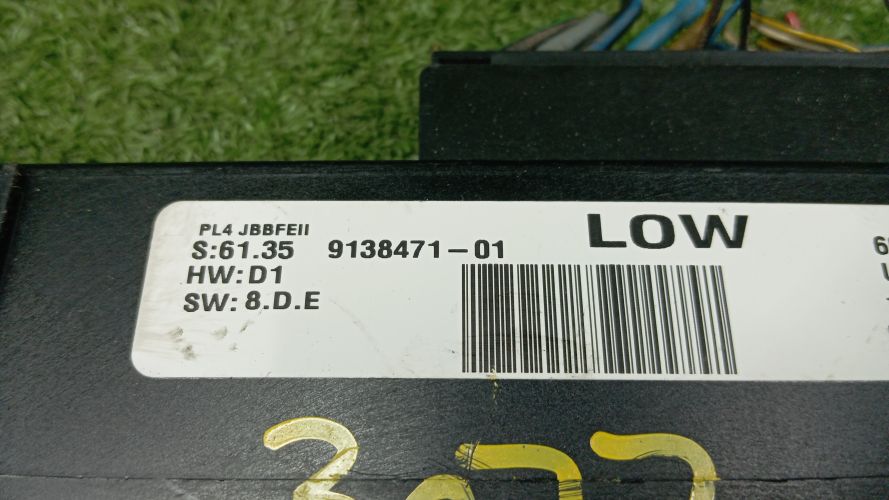 PL4 JBBFEII
S:61.35 9138471-01
LOW
HW:D1
SW: 8.D.E